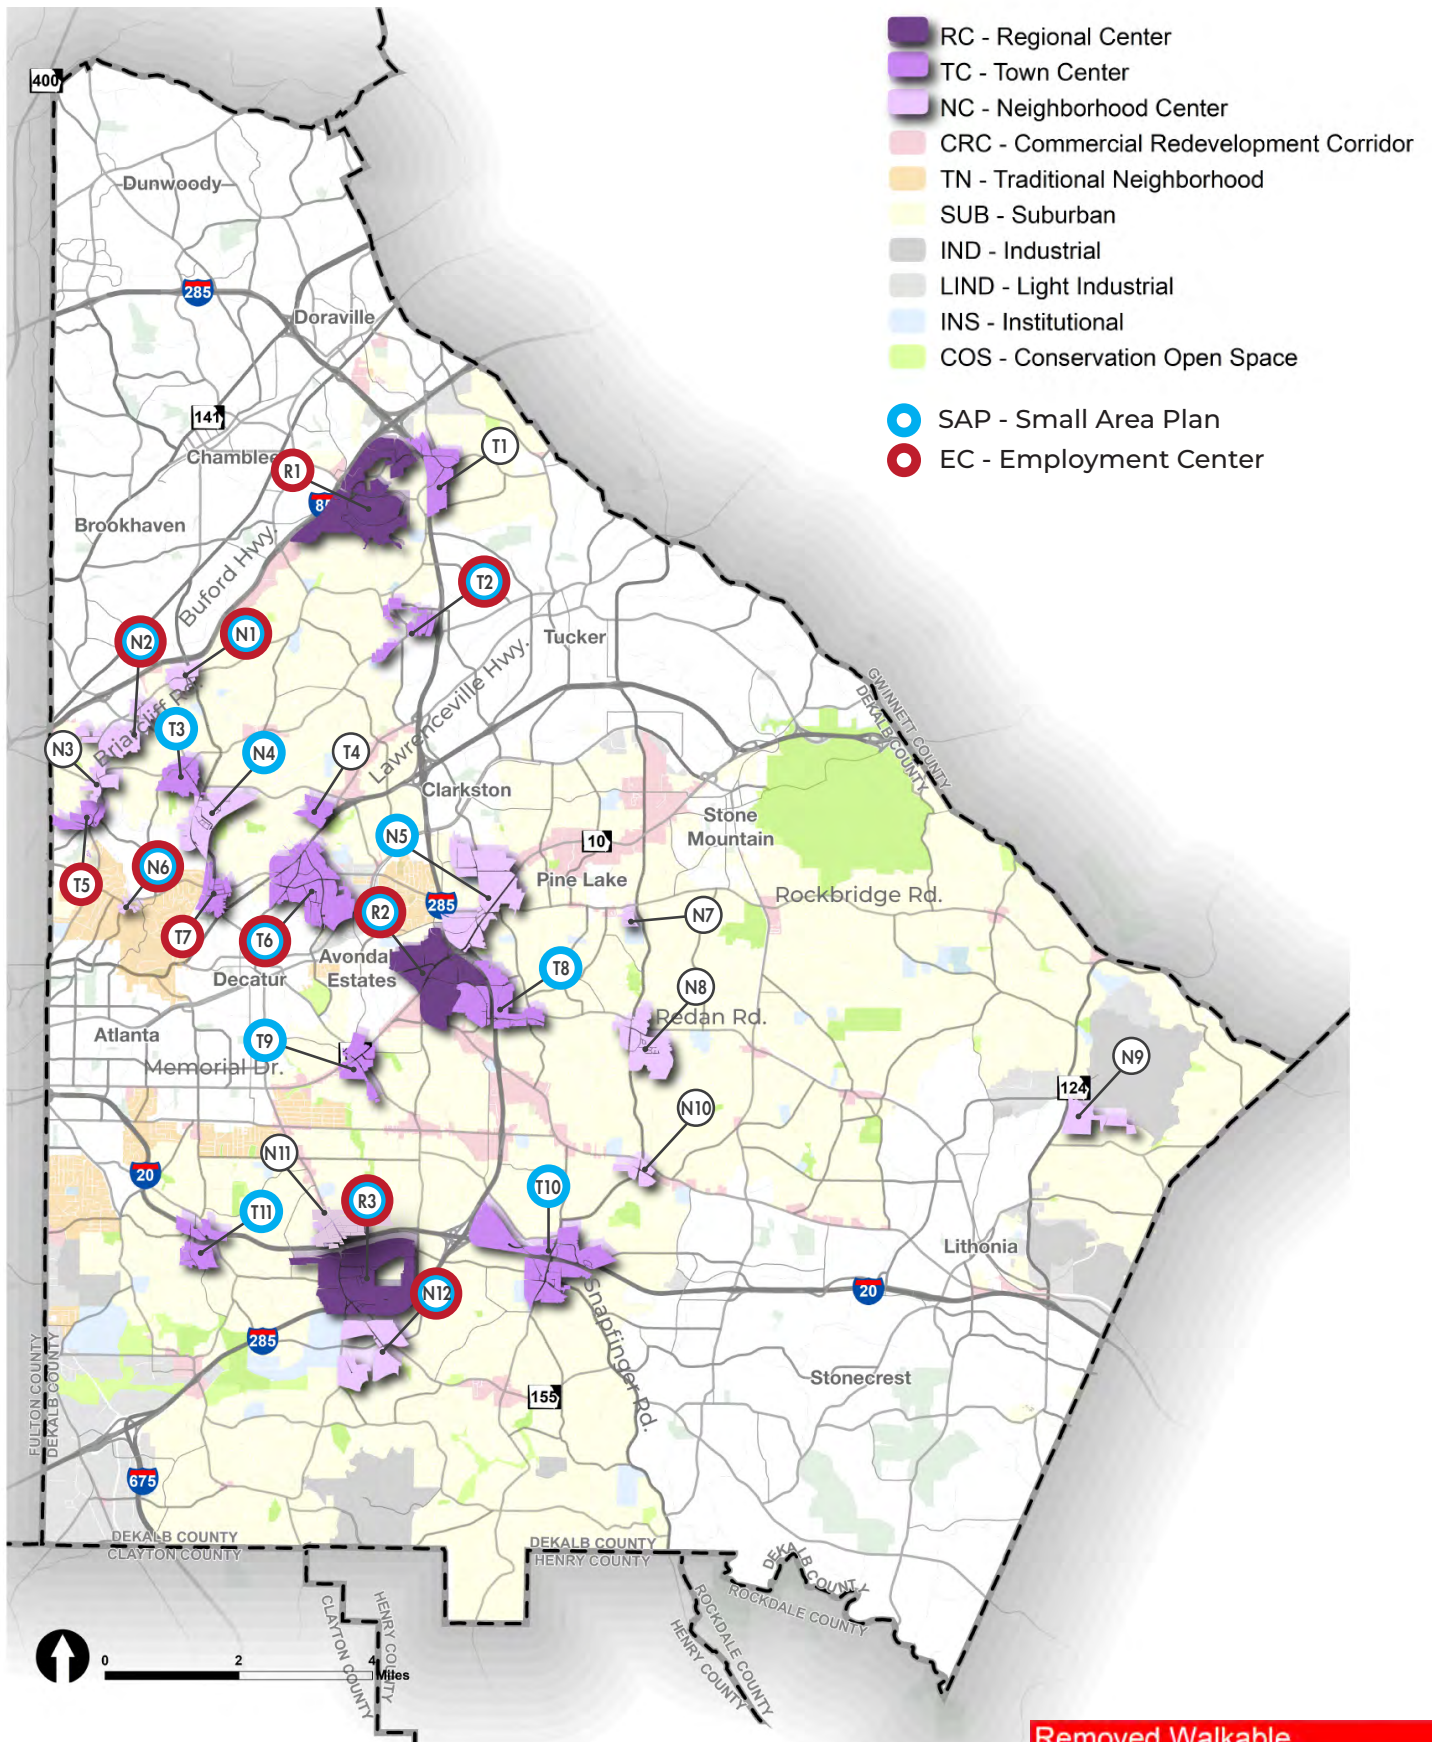 RC - Regional Center
TC - Town Center
NC - Neighborhood Center
CRC - Commercial Redevelopment Corridor
TN - Traditional Neighborhood
SUB - Suburban
IND - Industrial
LIND - Light Industrial
INS - Institutional
COS - Conservation Open Space
SAP - Small Area Plan
EC - Employment Center
400
Dunwoody
285
Doraville
141
Chamblee
R1
T1
85
Brookhaven
Buford Hwy.
T2
N2
N1
Tucker
Lawrenceville Hwy.
GWINNETT COUNTY
DEKALB COUNTY
Briarcliff Rd.
T3
N3
N4
T4
Clarkston
Stone
Mountain
N5
10
N6
T5
Pine Lake
Rockbridge Rd.
285
R2
N7
T7
T6
Avonda
Estates
Decatur
T8
N8
Redan Rd.
Atlanta
T9
Memorial Dr.
N9
124
N10
N11
20
R3
T10
T11
Lithonia
N12
20
Snapfinger Rd.
285
FULTON COUNTY
DEKALB COUNTY
Stonecrest
155
675
DEKALB COUNTY
CLAYTON COUNTY
DEKALB COUNTY
HENRY COUNTY
DEKALB COUNTY
ROCKDALE COUNTY
HENRY COUNTY
CLAYTON COUNTY
ROCKDALE COUNTY
HENRY COUNTY
0 2 4
Miles
Removed Walkable